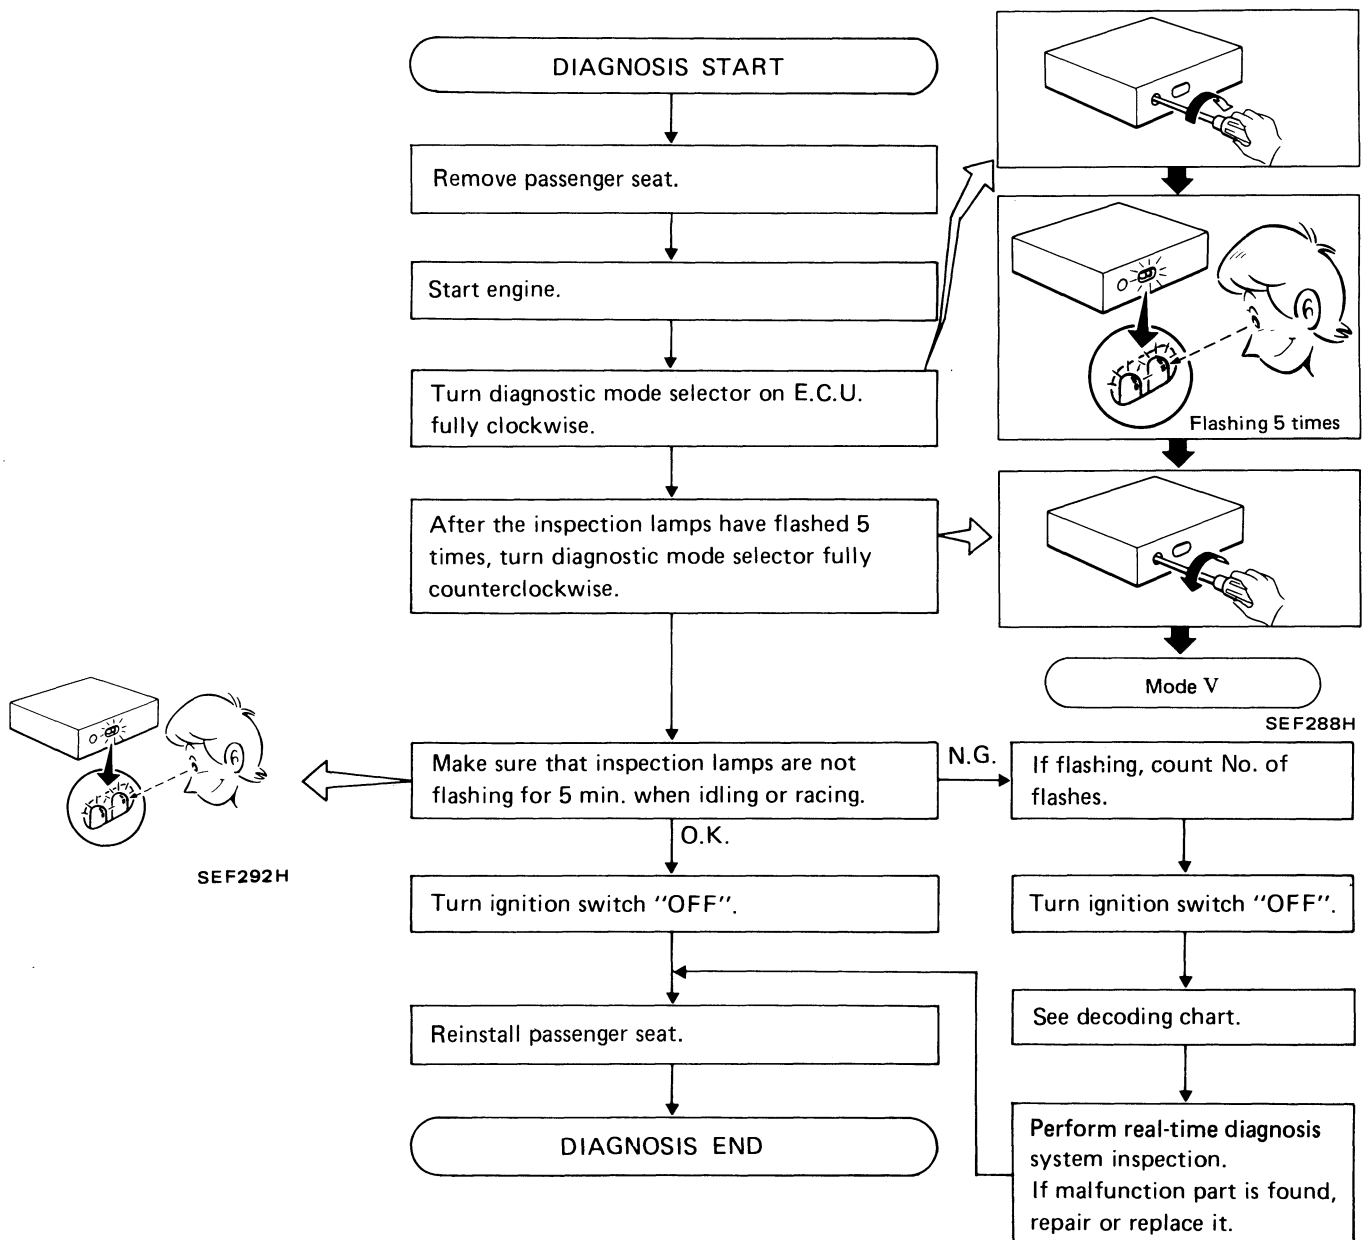 DIAGNOSIS START
Remove passenger seat.
Start engine.
Turn diagnostic mode selector on E.C.U.
fully clockwise.
Flashing 5 times
After the inspection lamps have flashed 5
times, turn diagnostic mode selector fully
counterclockwise.
Mode V
SEF288H
Make sure that inspection lamps are not
flashing for 5 min. when idling or racing.
N.G.
If flashing, count No. of
flashes.
O.K.
SEF292H
Turn ignition switch "OFF".
Turn ignition switch "OFF".
See decoding chart.
Reinstall passenger seat.
Perform real-time diagnosis
system inspection.
If malfunction part is found,
repair or replace it.
DIAGNOSIS END